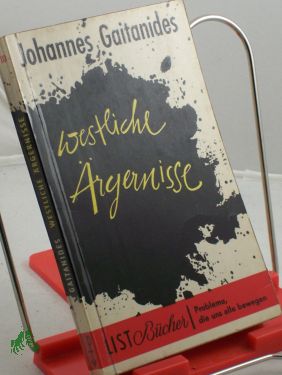 Johannes Gaitanides
westliche
Ärgernisse
GAITANIDES WESTLICHE ÄRGERNISSE
LIST Bücher
Probleme,
die uns alle bewegen